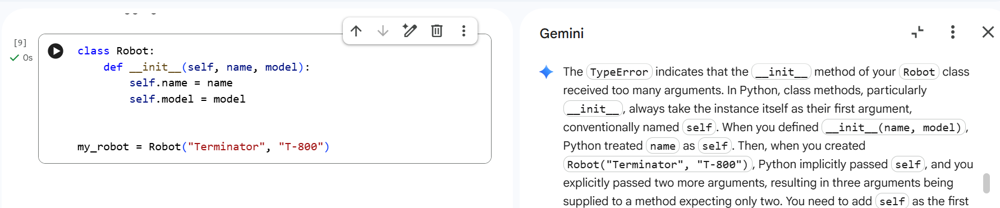 [9]
0s
class Robot:
def __init__(self, name, model):
self.name = name
self.model = model
my_robot = Robot("Terminator", "T-800")
Gemini
The TypeError indicates that the __init__ method of your Robot class
received too many arguments. In Python, class methods, particularly
__init__, always take the instance itself as their first argument,
conventionally named self. When you defined __init__(name, model),
Python treated name as self. Then, when you created
Robot("Terminator", "T-800"), Python implicitly passed self, and you
explicitly passed two more arguments, resulting in three arguments being
supplied to a method expecting only two. You need to add self as the first